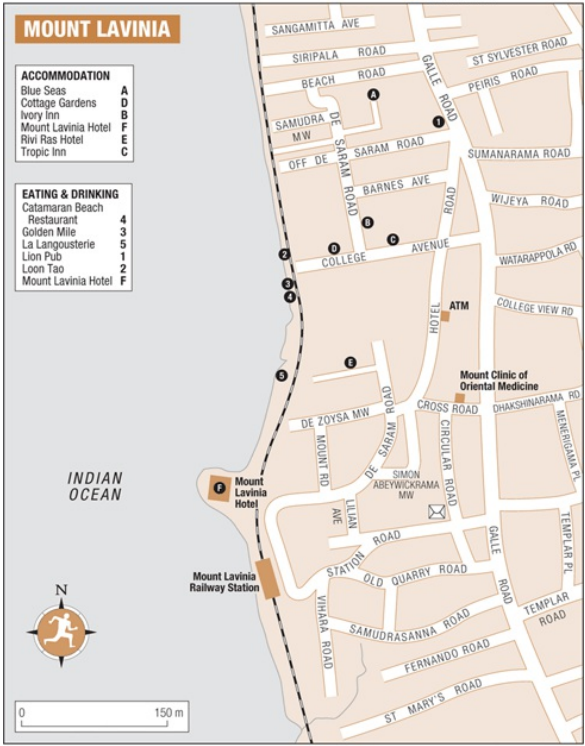 MOUNT LAVINIA
ACCOMMODATION
Blue Seas A
Cottage Gardens D
Ivory Inn B
Mount Lavinia Hotel F
Rivi Ras Hotel E
Tropic Inn C
EATING & DRINKING
Catamaran Beach
Restaurant 4
Golden Mile 3
La Langousterie 5
Lion Pub 1
Loon Tao 2
Mount Lavinia Hotel F
SANGAMITTA AVE
SIRIPALA ROAD
BEACH ROAD
GALLE ROAD
ST SYLVESTER ROAD
PEIRIS ROAD
A
1
SAMUDRA
MW
DE SARAM ROAD
OFF DE SARAM ROAD
SUMANARAMA ROAD
BARNES AVE
WIJEYA ROAD
B
C
D
COLLEGE AVENUE
WATARAPPOLA RD
2
3
4
HOTEL ROAD
ATM
COLLEGE VIEW RD
5
E
Mount Clinic of
Oriental Medicine
DE ZOYSA MW
DE SARAM ROAD
CROSS ROAD
DHAKSHINARAMA RD
MENERIGAMA PL
MOUNT RD
CIRCULAR ROAD
SIMON
ABEYWICKRAMA
MW
INDIAN
OCEAN
F
Mount
Lavinia
Hotel
LILIAN
AVE
STATION ROAD
GALLE ROAD
TEMPLAR PL
Mount Lavinia
Railway Station
OLD QUARRY ROAD
VIHARA ROAD
TEMPLAR
ROAD
SAMUDRASANNA ROAD
FERNANDO ROAD
ST MARY'S ROAD
N
0 150 m